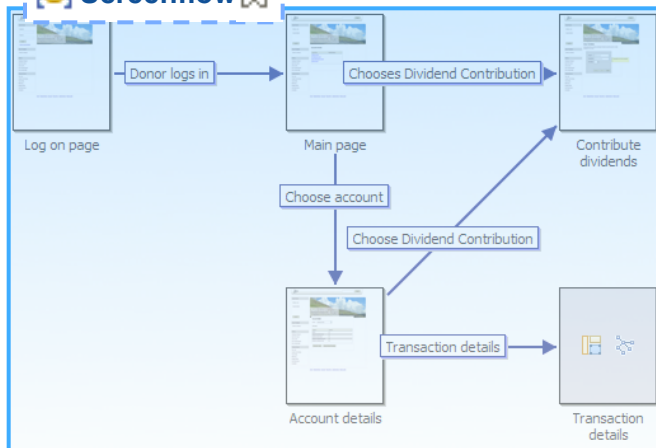 Screenflow
Donor logs in
Chooses Dividend Contribution
Log on page
Main page
Contribute
dividends
Choose account
Choose Dividend Contribution
Transaction details
Account details
Transaction
details